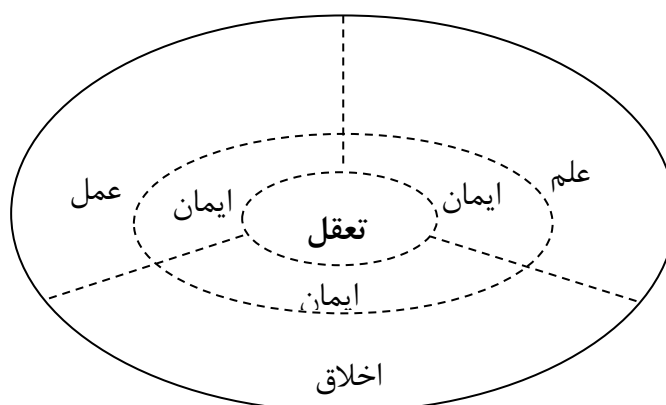 علم
عمل
ایمان
ایمان
تعقل
ایمان
اخلاق